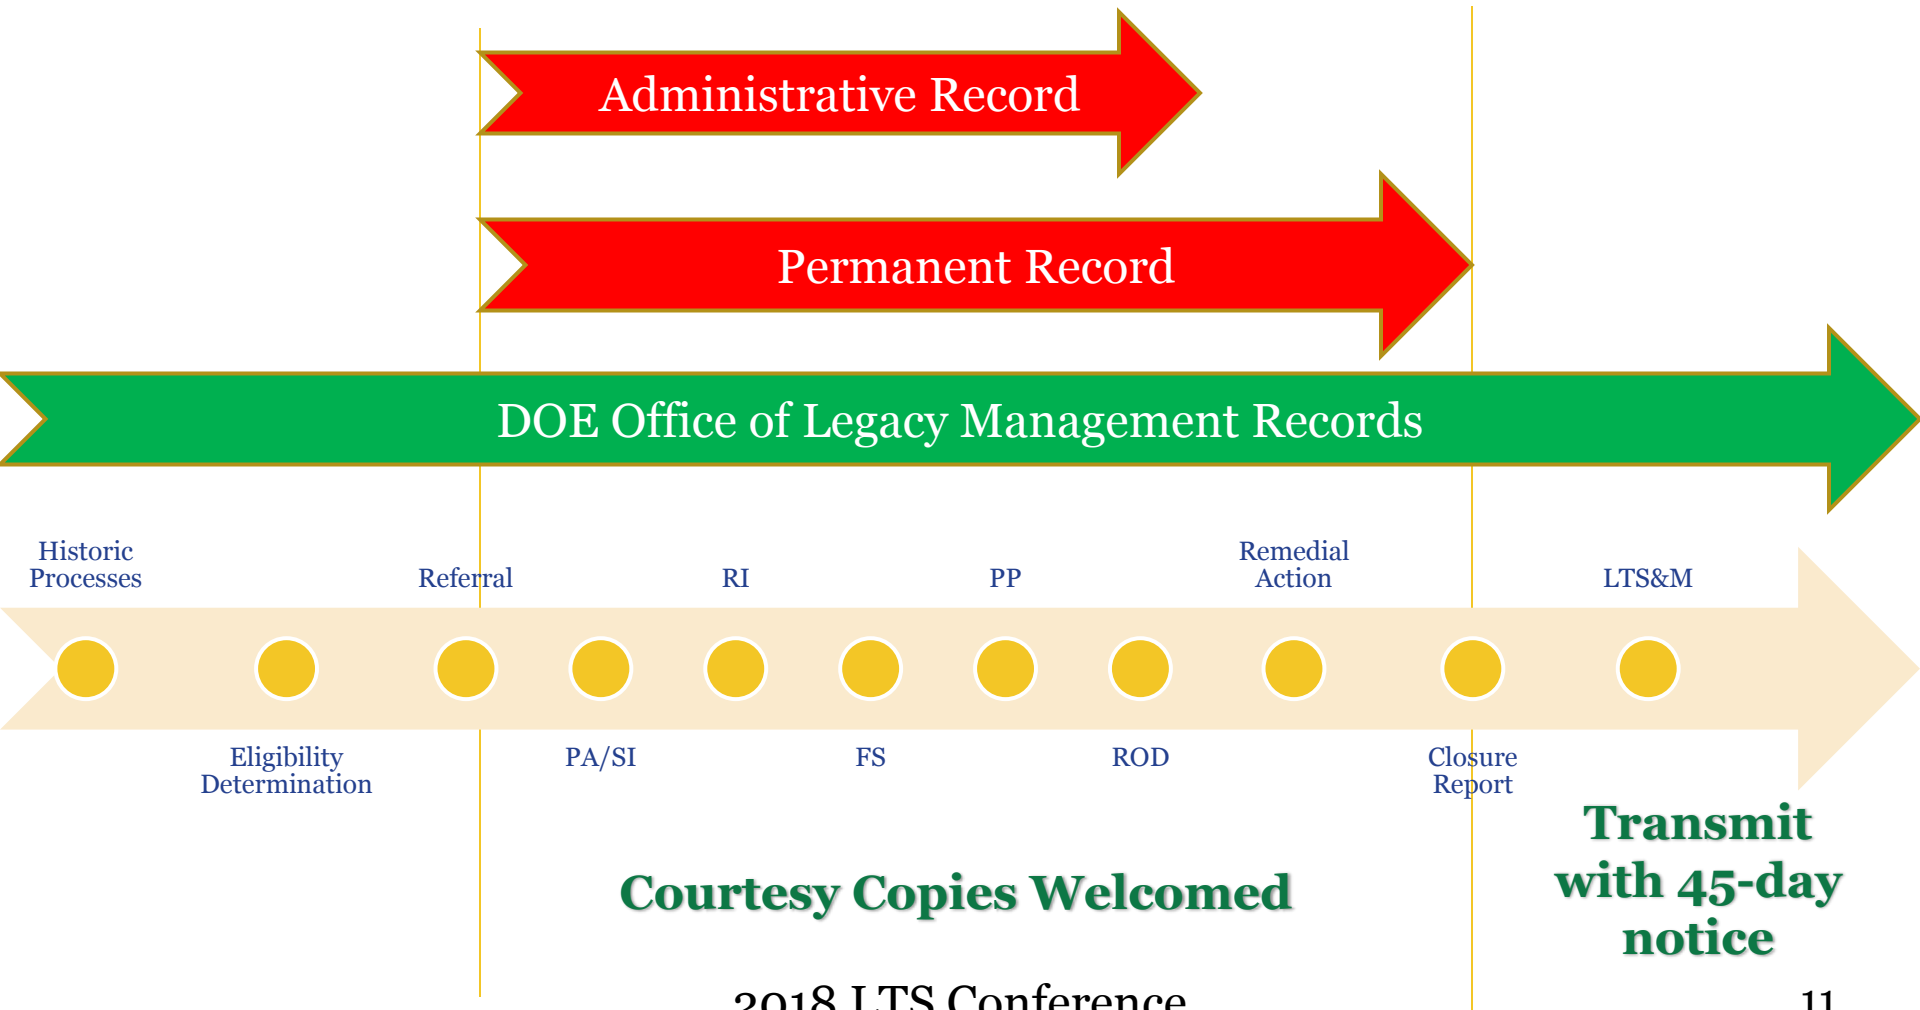 Administrative Record
Permanent Record
DOE Office of Legacy Management Records
Historic
Processes
Referral
RI
PP
Remedial
Action
LTS&M
Eligibility
Determination
PA/SI
FS
ROD
Closure
Report
Courtesy Copies Welcomed
Transmit
with 45-day
notice
2018 LTS Conference
11